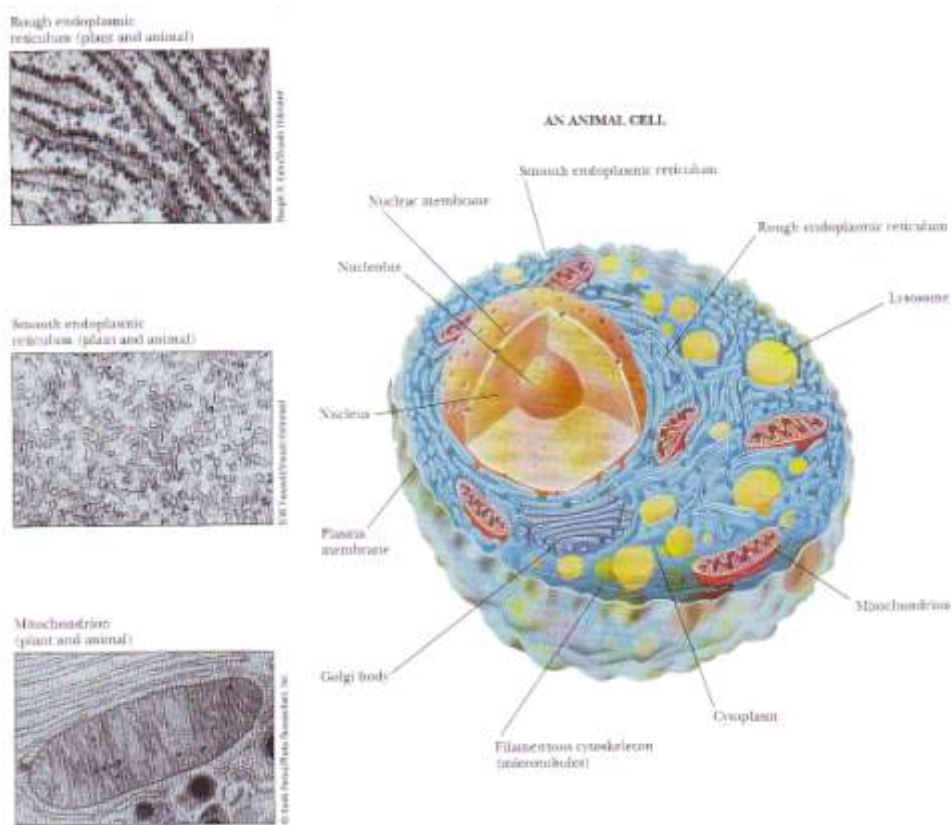 Rough endoplasmic
reticulum (plant and animal)
AN ANIMAL CELL
Smooth endoplasmic reticulum
Nuclear membrane
Rough endoplasmic reticulum
Nucleolus
Lysosome
Smooth endoplasmic
reticulum (plant and animal)
Nucleus
Plasma
membrane
Mitochondrion
Mitochondrion
(plant and animal)
Golgi body
Cytoplasm
Filamentous cytoskeleton
(microtubules)